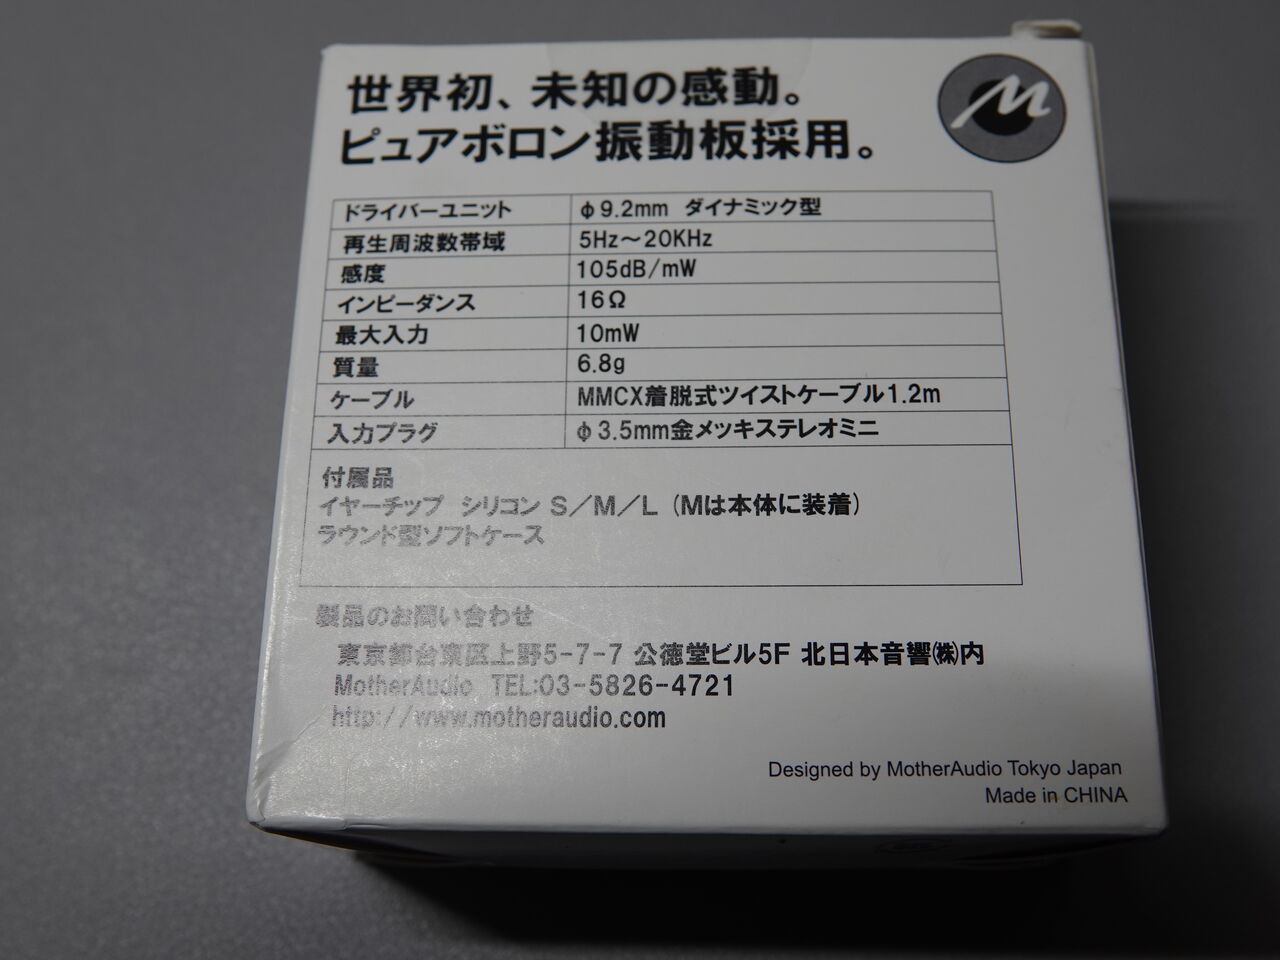 世界初、未知の感動。
ピュアボロン振動板採用。
M
ドライバーユニット φ9.2mm ダイナミック型
再生周波数帯域 5Hz～20KHz
感度 105dB/mW
インピーダンス 16Ω
最大入力 10mW
質量 6.8g
ケーブル MMCX着脱式ツイストケーブル1.2m
入力プラグ φ3.5mm金メッキステレオミニ
付属品
イヤーチップ シリコン S／M／L（Mは本体に装着）
ラウンド型ソフトケース
製品のお問い合わせ
東京都台東区上野5-7-7 公徳堂ビル5F 北日本音響㈱内
MotherAudio TEL:03-5826-4721
http://www.motheraudio.com
Designed by MotherAudio Tokyo Japan
Made in CHINA